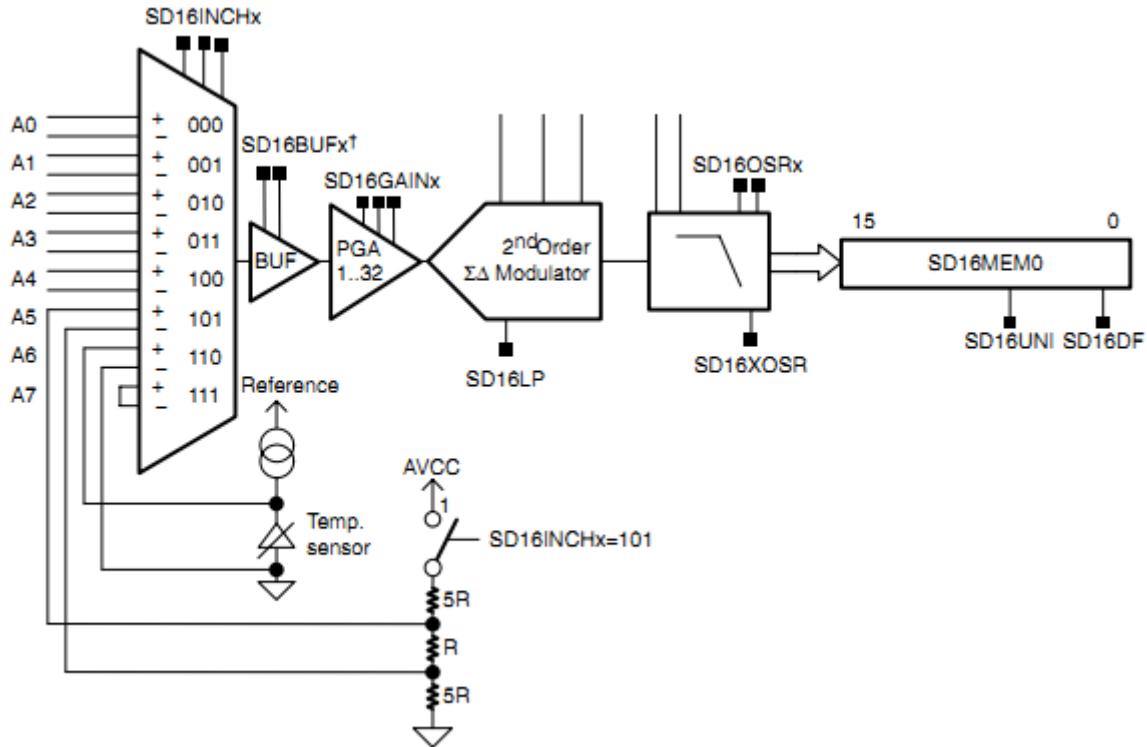 SD16INCHx
A0
+
−
000
A1
+
−
001
A2
+
−
010
A3
+
−
011
A4
+
−
100
A5
+
−
101
A6
+
−
110
A7
+
−
111
SD16BUFx†
BUF
SD16GAINx
PGA
1..32
2nd Order
ΣΔ Modulator
SD16LP
SD16OSRx
SD16XOSR
15 0
SD16MEM0
SD16UNI SD16DF
Reference
Temp.
sensor
AVCC
1
SD16INCHx=101
5R
R
5R